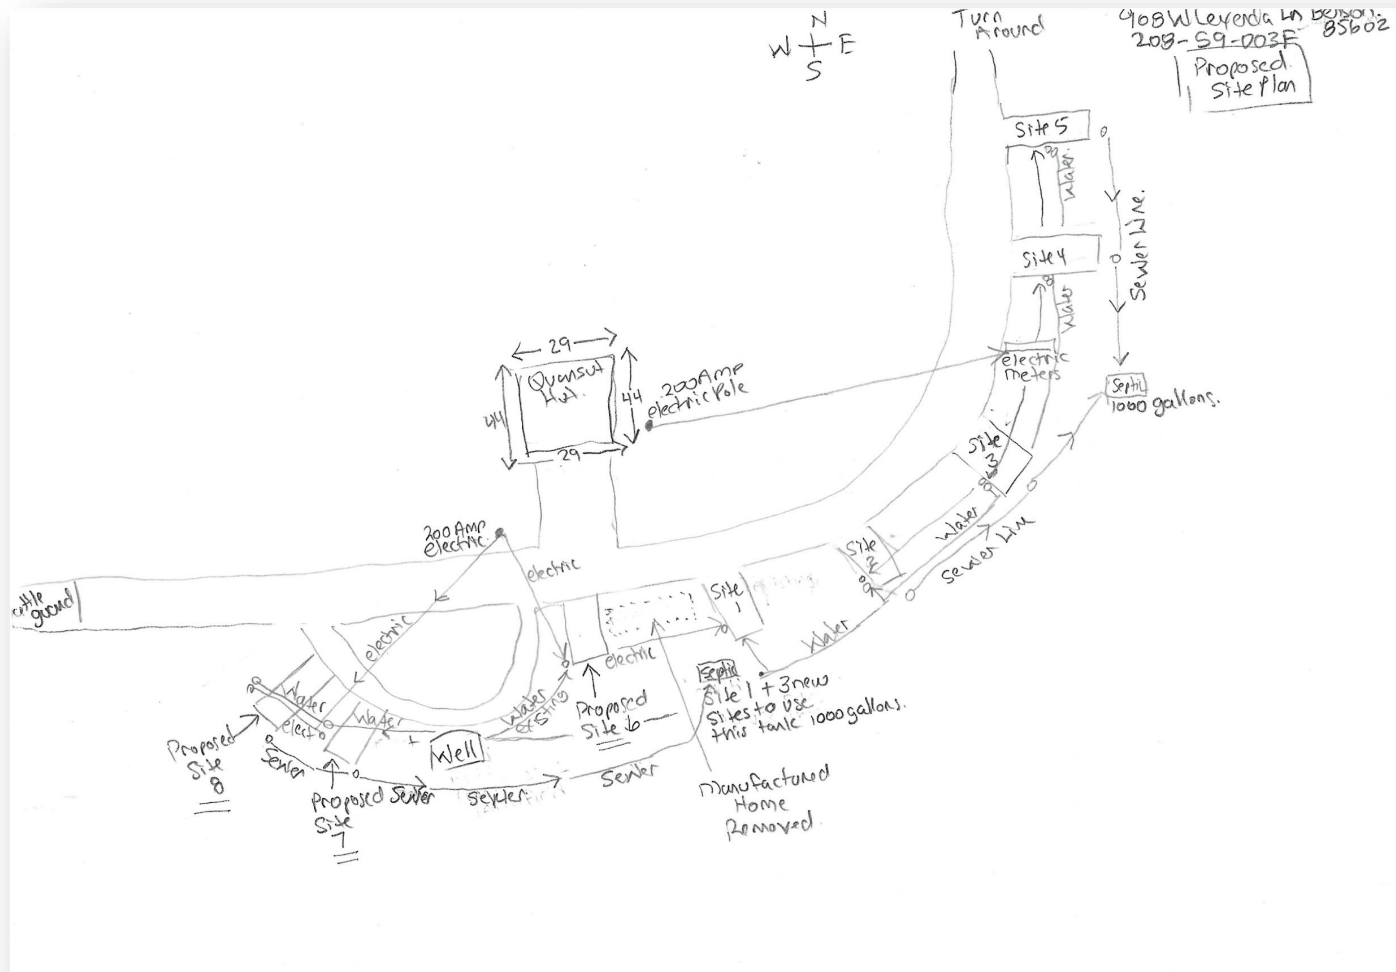 N
W E
S
Turn
Around
908 W Leyenda Ln Benson.
208-59-003F 85602
Proposed
Site Plan
Site 5
Water
Sewer Line.
Site 4
Water
29
Quansut
Hut.
44
44
29
200 AMP
electric Pole
electric
meters
Septic
1000 gallons.
Site
3
Water
Sewer Line
Site
2
200 AMP
electric
electric
cattle
guard
Site
1
electric
electric
Water
Septic
Site 1 + 3 new
Sites to use
this tank 1000 gallons.
Water
existing
Proposed
Site 6
Water
electric
Water
Well
Proposed
Site
8
Sewer
Proposed
Site
7
Sewer
Sewer
Sewer
Manufactured
Home
Removed.